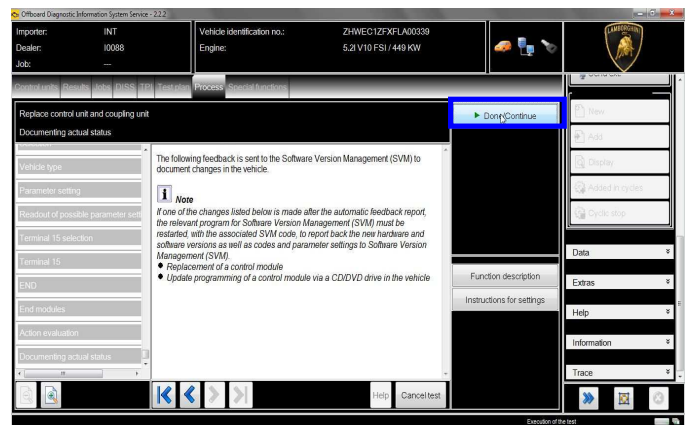 Offboard Diagnostic Information System Service - 2.2.2
Importer: INT
Dealer: I0088
Job: ---
Vehicle identification no.: ZHWEC1ZFXFLA00339
Engine: 5.2l V10 FSI / 449 KW
LAMBORGHINI
Control units Results Jobs DISS TPI Test plan Process Special functions
Replace control unit and coupling unit
Documenting actual status
Vehicle type
Parameter setting
Readout of possible parameter sett
Terminal 15 selection
Terminal 15
END
End modules
Action evaluation
Documenting actual status
The following feedback is sent to the Software Version Management (SVM) to
document changes in the vehicle.
i Note
If one of the changes listed below is made after the automatic feedback report,
the relevant program for Software Version Management (SVM) must be
restarted, with the associated SVM code, to report back the new hardware and
software versions as well as codes and parameter settings to Software Version
Management (SVM).
● Replacement of a control module
● Update programming of a control module via a CD/DVD drive in the vehicle
Help
Cancel test
Done/Continue
Function description
Instructions for settings
New
Add
Display
Added in cycles
Cyclic stop
Data
Extras
Help
Information
Trace
Execution of the test